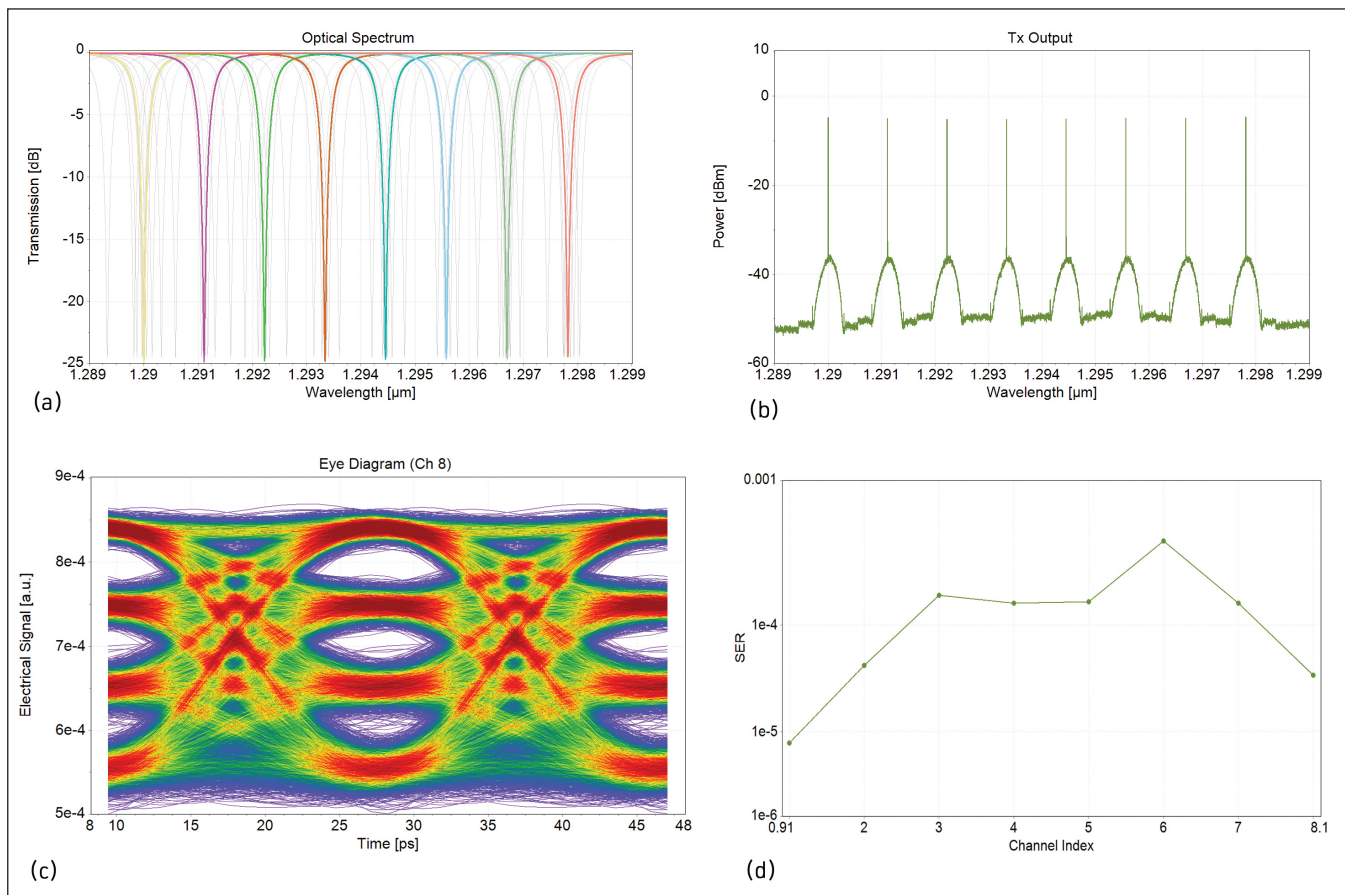 Optical Spectrum
0
-5
-10
-15
-20
-25
Transmission [dB]
1.289 1.29 1.291 1.292 1.293 1.294 1.295 1.296 1.297 1.298 1.299
Wavelength [µm]
(a)
Tx Output
10
0
-20
-40
-60
Power [dBm]
1.289 1.29 1.291 1.292 1.293 1.294 1.295 1.296 1.297 1.298 1.299
Wavelength [µm]
(b)
Eye Diagram (Ch 8)
9e-4
8e-4
7e-4
6e-4
5e-4
Electrical Signal [a.u.]
8 10 15 20 25 30 35 40 45 48
Time [ps]
(c)
0.001
1e-4
1e-5
1e-6
SER
0.91 2 3 4 5 6 7 8.1
Channel Index
(d)